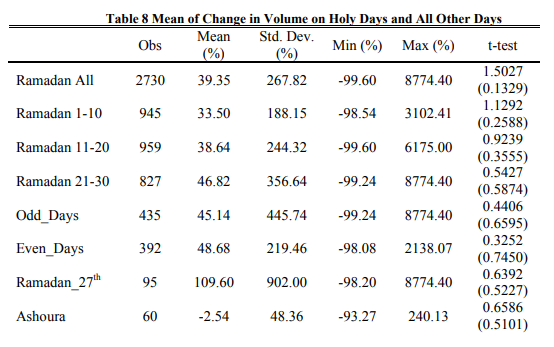 Table 8 Mean of Change in Volume on Holy Days and All Other Days
Obs Mean (%) Std. Dev. (%) Min (%) Max (%) t-test
Ramadan All 2730 39.35 267.82 -99.60 8774.40 1.5027 (0.1329)
Ramadan 1-10 945 33.50 188.15 -98.54 3102.41 1.1292 (0.2588)
Ramadan 11-20 959 38.64 244.32 -99.60 6175.00 0.9239 (0.3555)
Ramadan 21-30 827 46.82 356.64 -99.24 8774.40 0.5427 (0.5874)
Odd_Days 435 45.14 445.74 -99.24 8774.40 0.4406 (0.6595)
Even_Days 392 48.68 219.46 -98.08 2138.07 0.3252 (0.7450)
Ramadan_27th 95 109.60 902.00 -98.20 8774.40 0.6392 (0.5227)
Ashoura 60 -2.54 48.36 -93.27 240.13 0.6586 (0.5101)